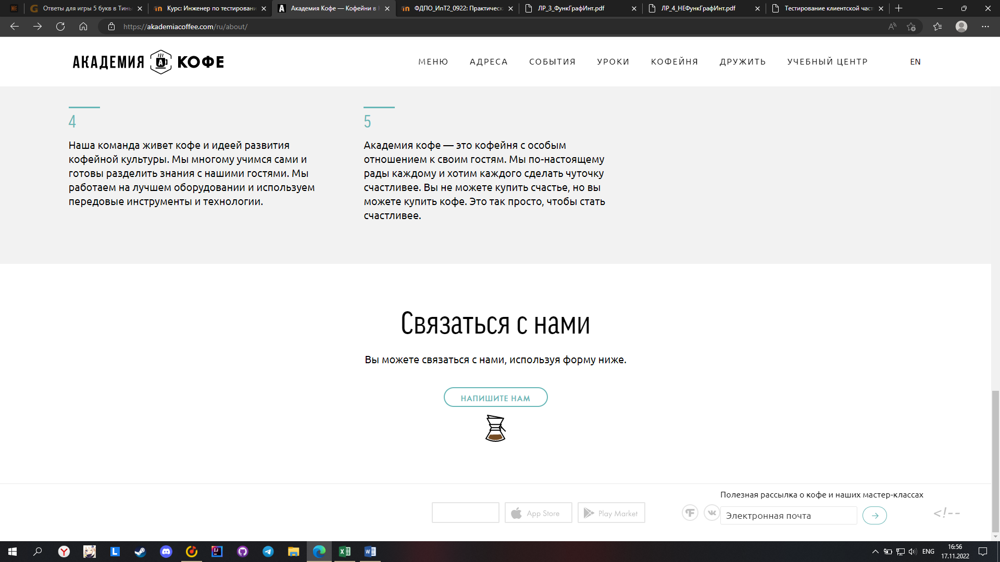 Ответы для игры 5 букв в Тинь
Курс: Инженер по тестировани
Академия Кофе — Кофейни в
ФДПО_ИпТ2_0922: Практическ
ЛР_3_ФункГрафИнт.pdf
ЛР_4_НЕФункГрафИнт.pdf
Тестирование клиентской част
https://akademiacoffee.com/ru/about/
АКАДЕМИЯ КОФЕ
МЕНЮ
АДРЕСА
СОБЫТИЯ
УРОКИ
КОФЕЙНЯ
ДРУЖИТЬ
УЧЕБНЫЙ ЦЕНТР
EN
4
Наша команда живет кофе и идеей развития
кофейной культуры. Мы многому учимся сами и
готовы разделить знания с нашими гостями. Мы
работаем на лучшем оборудовании и используем
передовые инструменты и технологии.
5
Академия кофе — это кофейня с особым
отношением к своим гостям. Мы по-настоящему
рады каждому и хотим каждого сделать чуточку
счастливее. Вы не можете купить счастье, но вы
можете купить кофе. Это так просто, чтобы стать
счастливее.
Связаться с нами
Вы можете связаться с нами, используя форму ниже.
НАПИШИТЕ НАМ
App Store
Play Market
Полезная рассылка о кофе и наших мастер-классах
Электронная почта
<!--
ENG
16:56
17.11.2022